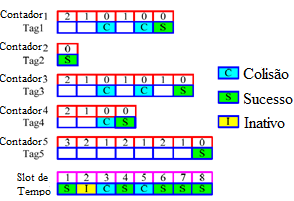 Contador1 2 1 0 1 0 0
Tag1 C C S
Contador2 0
Tag2 S
Contador3 2 1 0 1 0 1 0
Tag3 C C S
Contador4 2 1 0 0
Tag4 C S
Contador5 3 2 1 2 1 2 1 0
Tag5 S
Slot de 1 2 3 4 5 6 7 8
Tempo S I C S C S S S
C Colisão
S Sucesso
I Inativo